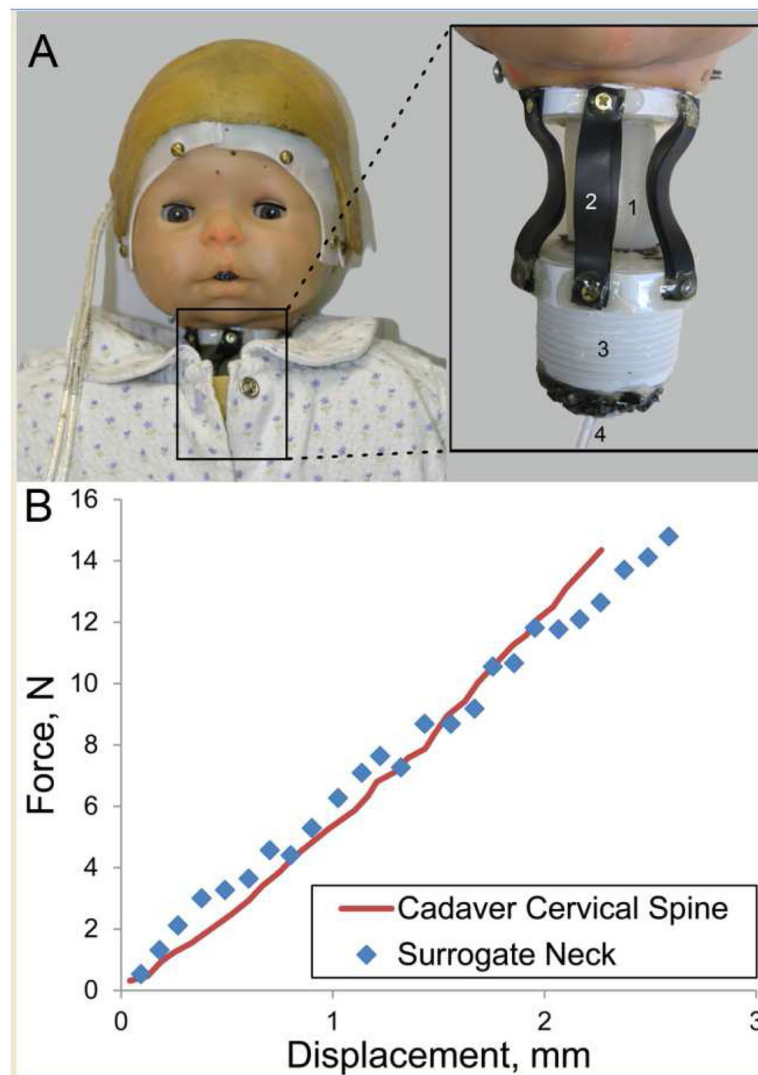 A
1
2
3
4
B
16
14
12
10
8
6
4
2
0
Force, N
Cadaver Cervical Spine
Surrogate Neck
0 1 2 3
Displacement, mm